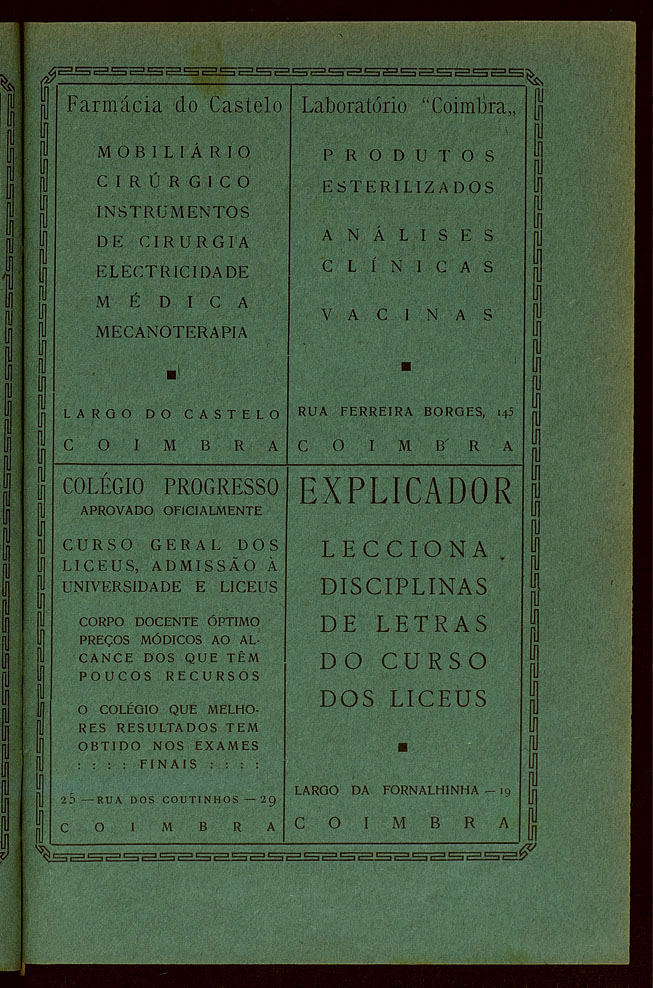 Farmácia do Castelo
MOBILIÁRIO
CIRÚRGICO
INSTRUMENTOS
DE CIRURGIA
ELECTRICIDADE
MÉDICA
MECANOTERAPIA
LARGO DO CASTELO
COIMBRA
Laboratório "Coimbra„
PRODUTOS
ESTERILIZADOS
ANÁLISES
CLÍNICAS
VACINAS
RUA FERREIRA BORGES, 145
COIMBRA
COLÉGIO PROGRESSO
APROVADO OFICIALMENTE
CURSO GERAL DOS
LICEUS, ADMISSÃO À
UNIVERSIDADE E LICEUS
CORPO DOCENTE ÓPTIMO
PREÇOS MÓDICOS AO AL-
CANCE DOS QUE TÊM
POUCOS RECURSOS
O COLÉGIO QUE MELHO-
RES RESULTADOS TEM
OBTIDO NOS EXAMES
: : : : FINAIS : : : :
25 — RUA DOS COUTINHOS — 29
COIMBRA
EXPLICADOR
LECCIONA
DISCIPLINAS
DE LETRAS
DO CURSO
DOS LICEUS
LARGO DA FORNALHINHA — 19
COIMBRA